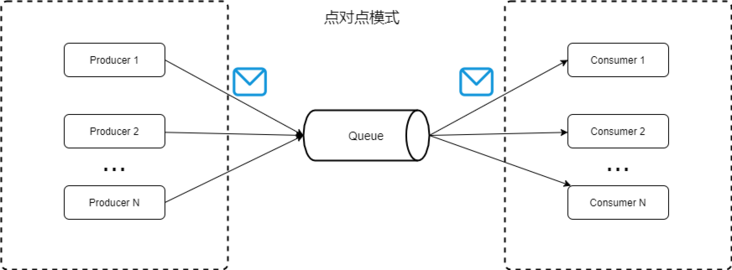 点对点模式
Producer 1
Consumer 1
Producer 2
Queue
Consumer 2
...
...
Producer N
Consumer N